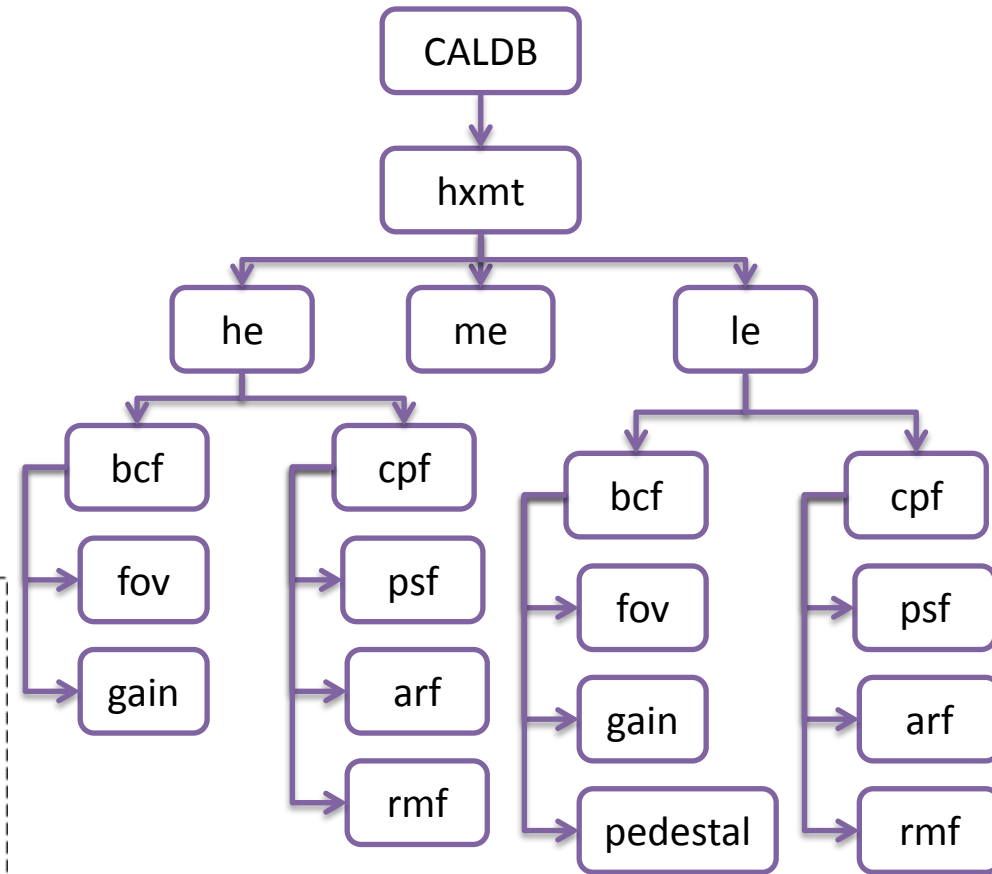 CALDB
hxmt
he
me
le
bcf
cpf
bcf
cpf
fov
psf
fov
psf
gain
arf
gain
arf
rmf
pedestal
rmf